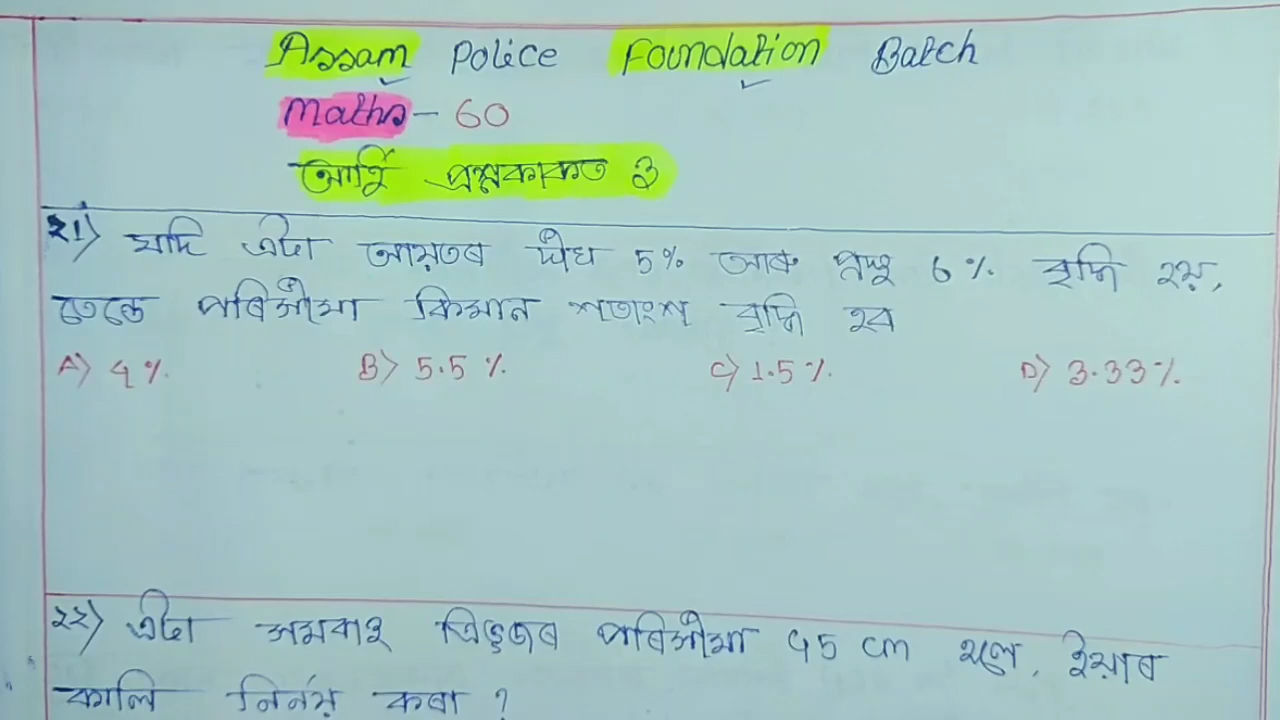 Assam Police Foundation Batch
Maths - 60
আৰ্হি প্ৰশ্নকাকত ৩
২১) যদি এটা আয়তৰ দীঘ 5% আৰু প্ৰস্থ 6% বৃদ্ধি হয়,
তেন্তে পৰিসীমা কিমান শতাংশ বৃদ্ধি হব
A) 4%. B) 5.5%. C) 1.5%. D) 3.33%.
২২) এটা সমবাহু ত্ৰিভুজৰ পৰিসীমা 45 cm হলে, ইয়াৰ
কালি নিৰ্নয় কৰা ?